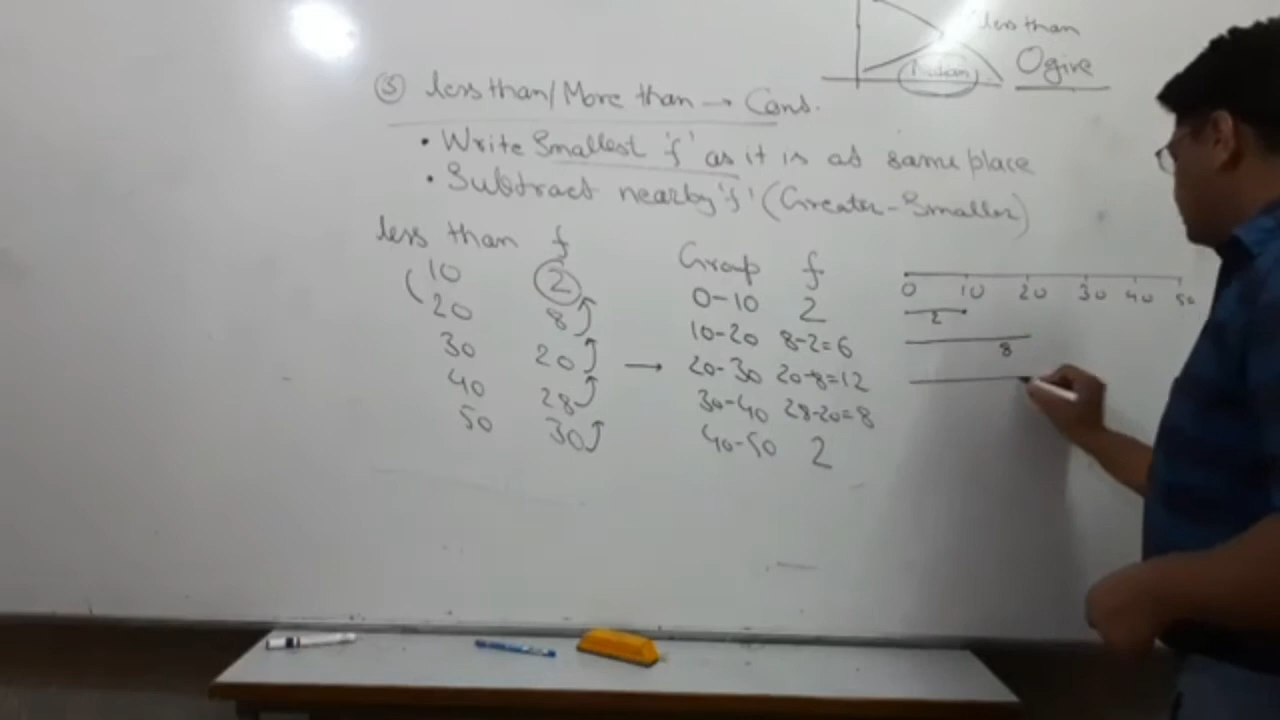 less than
Median
Ogive
⑤ less than/More than → Cons.
• Write Smallest 'f' as it is at same place
• Subtract nearby 'f' (Greater-Smaller)
less than f
10 2
20 8
30 20
40 28
50 30
→
Group f
0-10 2
10-20 8-2=6
20-30 20-8=12
30-40 28-20=8
40-50 2
0 10 20 30 40 50
2
8